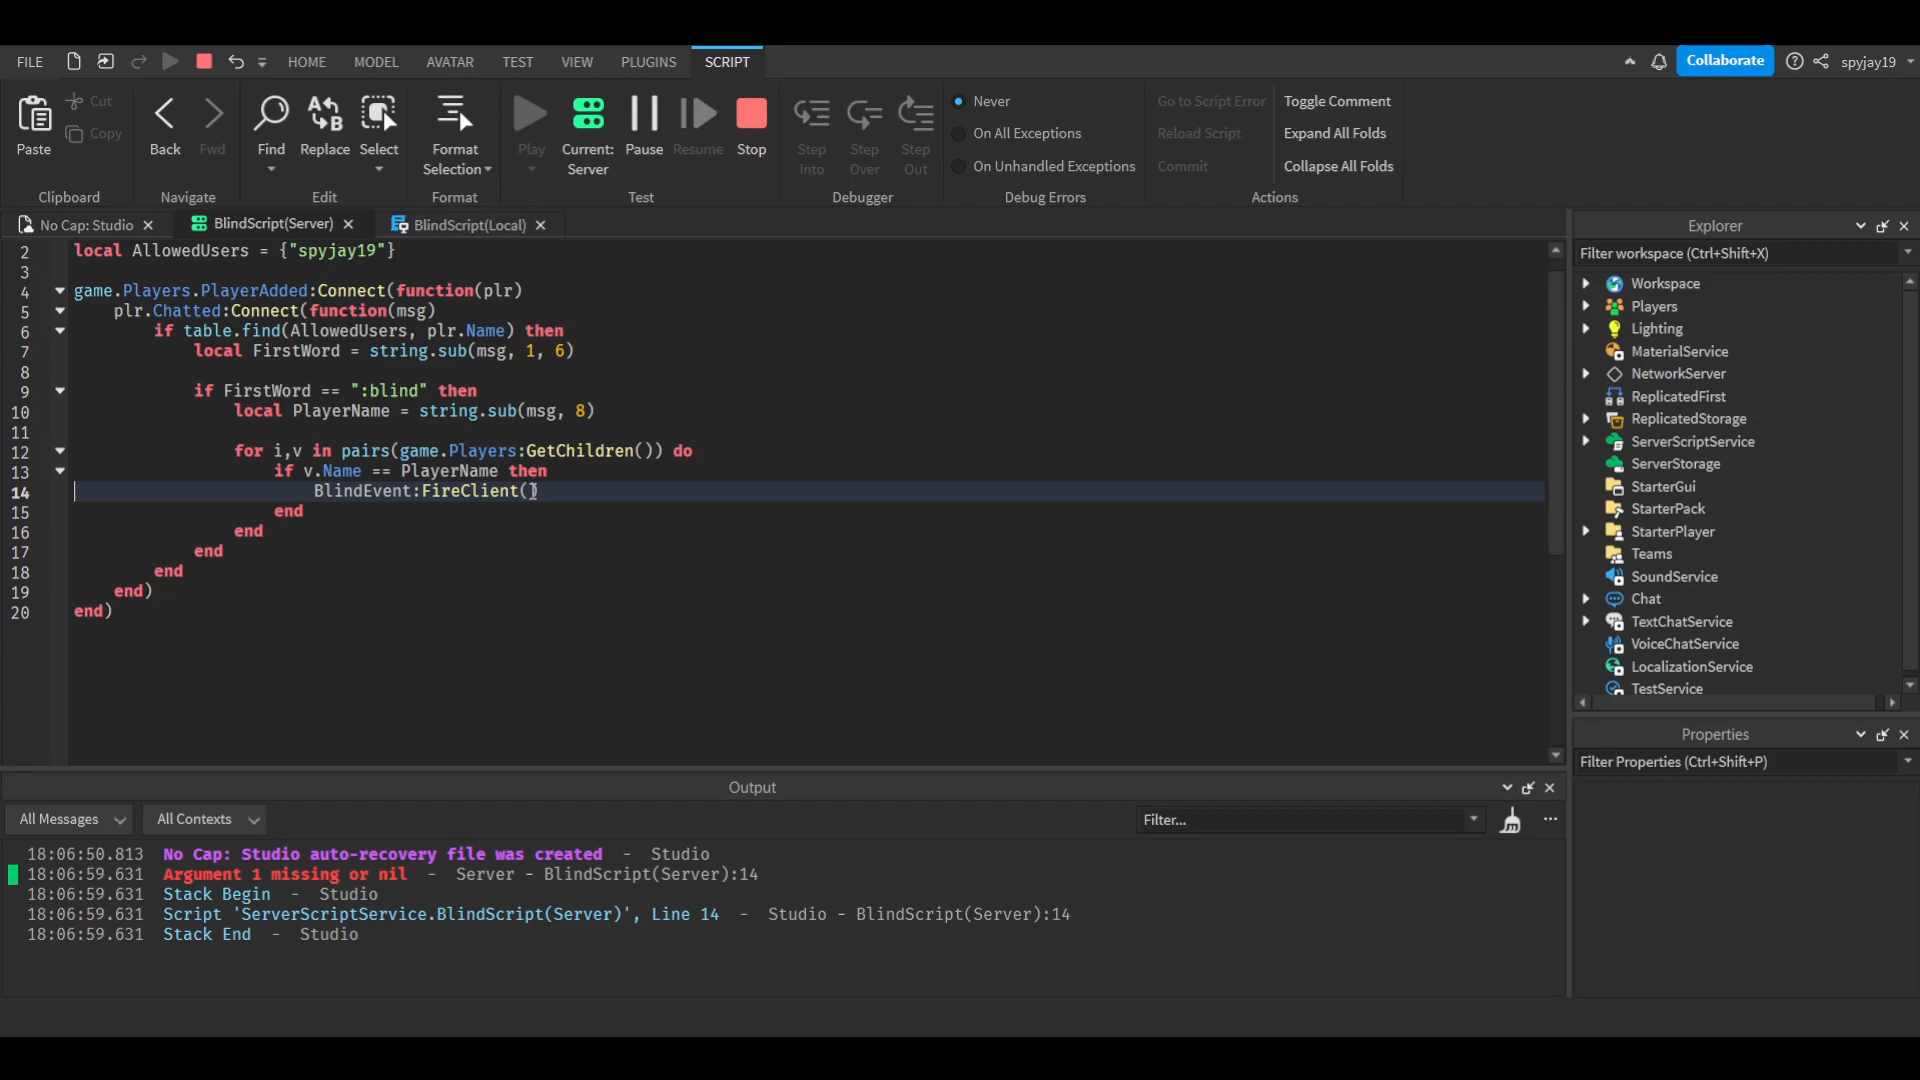 FILE HOME MODEL AVATAR TEST VIEW PLUGINS SCRIPT Collaborate spyjay19
Paste Cut Copy Back Fwd Find Replace Select Format Selection Play Current: Server Pause Resume Stop Step Into Step Over Step Out
Never
On All Exceptions
On Unhandled Exceptions
Go to Script Error
Reload Script
Commit
Toggle Comment
Expand All Folds
Collapse All Folds
Clipboard Navigate Edit Format Test Debugger Debug Errors Actions
No Cap: Studio BlindScript(Server) BlindScript(Local)
2 local AllowedUsers = {"spyjay19"}
3
4 game.Players.PlayerAdded:Connect(function(plr)
5 plr.Chatted:Connect(function(msg)
6 if table.find(AllowedUsers, plr.Name) then
7 local FirstWord = string.sub(msg, 1, 6)
8
9 if FirstWord == ":blind" then
10 local PlayerName = string.sub(msg, 8)
11
12 for i,v in pairs(game.Players:GetChildren()) do
13 if v.Name == PlayerName then
14 BlindEvent:FireClient()
15 end
16 end
17 end
18 end
19 end)
20 end)
Explorer
Filter workspace (Ctrl+Shift+X)
Workspace
Players
Lighting
MaterialService
NetworkServer
ReplicatedFirst
ReplicatedStorage
ServerScriptService
ServerStorage
StarterGui
StarterPack
StarterPlayer
Teams
SoundService
Chat
TextChatService
VoiceChatService
LocalizationService
TestService
Properties
Filter Properties (Ctrl+Shift+P)
Output
All Messages All Contexts Filter...
18:06:50.813 No Cap: Studio auto-recovery file was created - Studio
18:06:59.631 Argument 1 missing or nil - Server - BlindScript(Server):14
18:06:59.631 Stack Begin - Studio
18:06:59.631 Script 'ServerScriptService.BlindScript(Server)', Line 14 - Studio - BlindScript(Server):14
18:06:59.631 Stack End - Studio